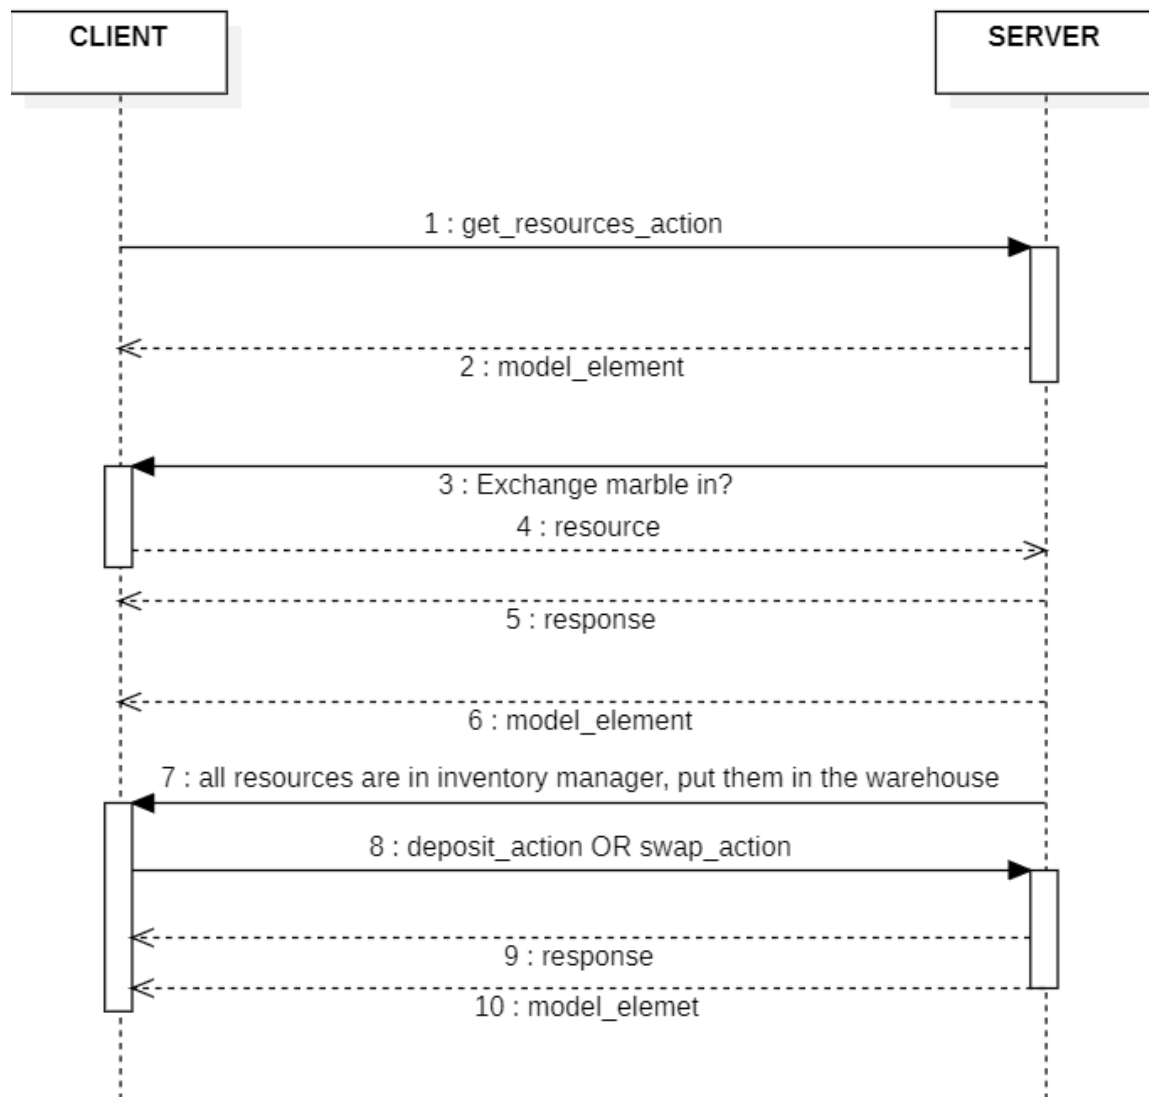 CLIENT
SERVER
1 : get_resources_action
2 : model_element
3 : Exchange marble in?
4 : resource
5 : response
6 : model_element
7 : all resources are in inventory manager, put them in the warehouse
8 : deposit_action OR swap_action
9 : response
10 : model_elemet